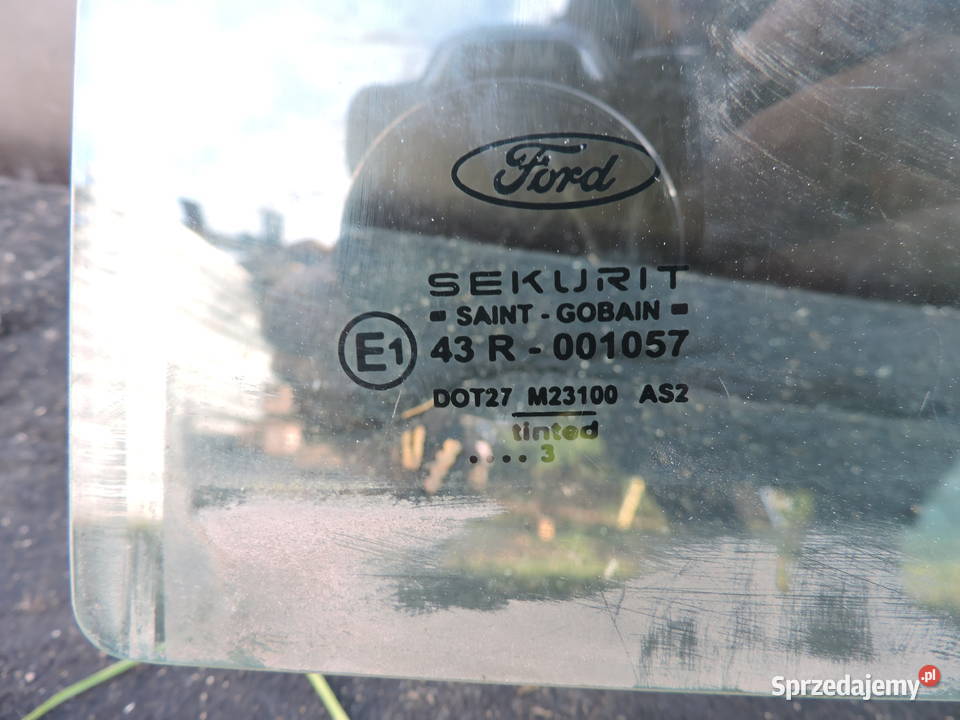 Ford
SEKURIT
SAINT - GOBAIN
E1 43 R - 001057
DOT27 M23100 AS2
tinted
.... 3
Sprzedajemy.pl